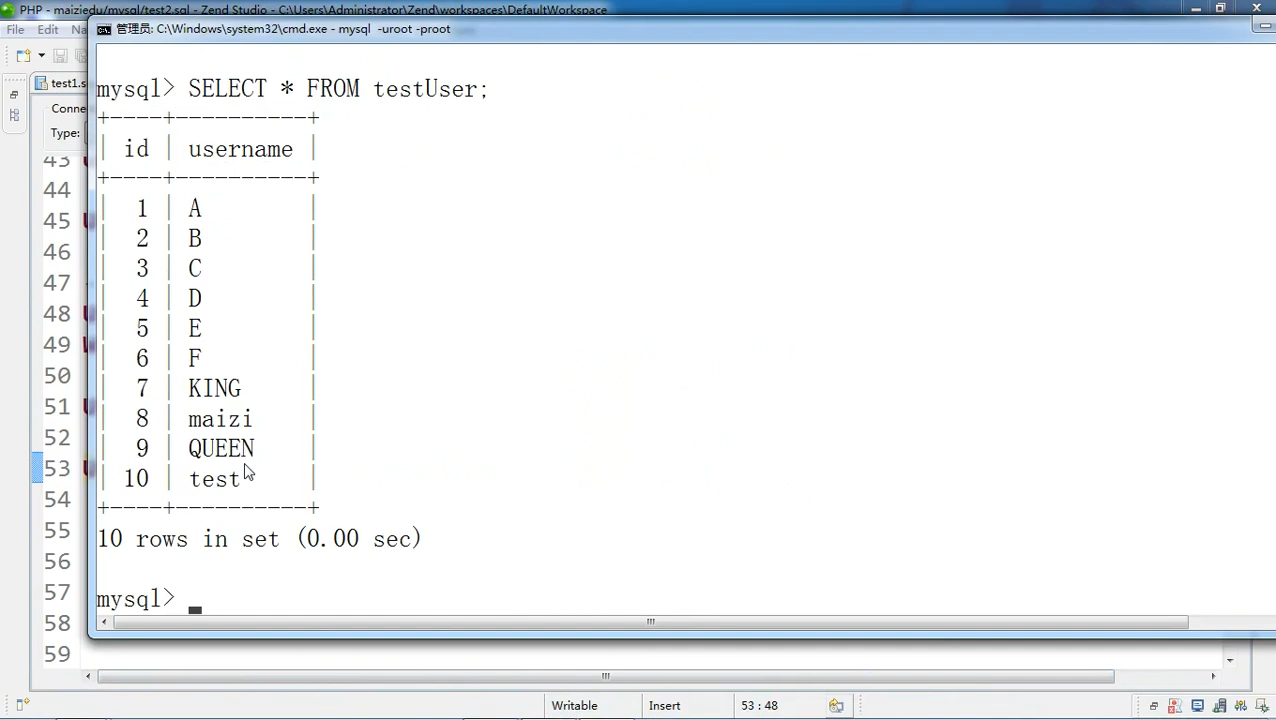 PHP - maiziedu/mysql/test2.sql - Zend Studio - C:\Users\Administrator\Zend\workspaces\DefaultWorkspace
File Edit
管理员: C:\Windows\system32\cmd.exe - mysql -uroot -proot
test1.s
Conne
Type:
mysql> SELECT * FROM testUser;
+----+----------+
| id | username |
+----+----------+
| 1 | A |
| 2 | B |
| 3 | C |
| 4 | D |
| 5 | E |
| 6 | F |
| 7 | KING |
| 8 | maizi |
| 9 | QUEEN |
| 10 | test |
+----+----------+
10 rows in set (0.00 sec)
mysql>
43
44
45
46
47
48
49
50
51
52
53
54
55
56
57
58
59
Writable Insert 53 : 48